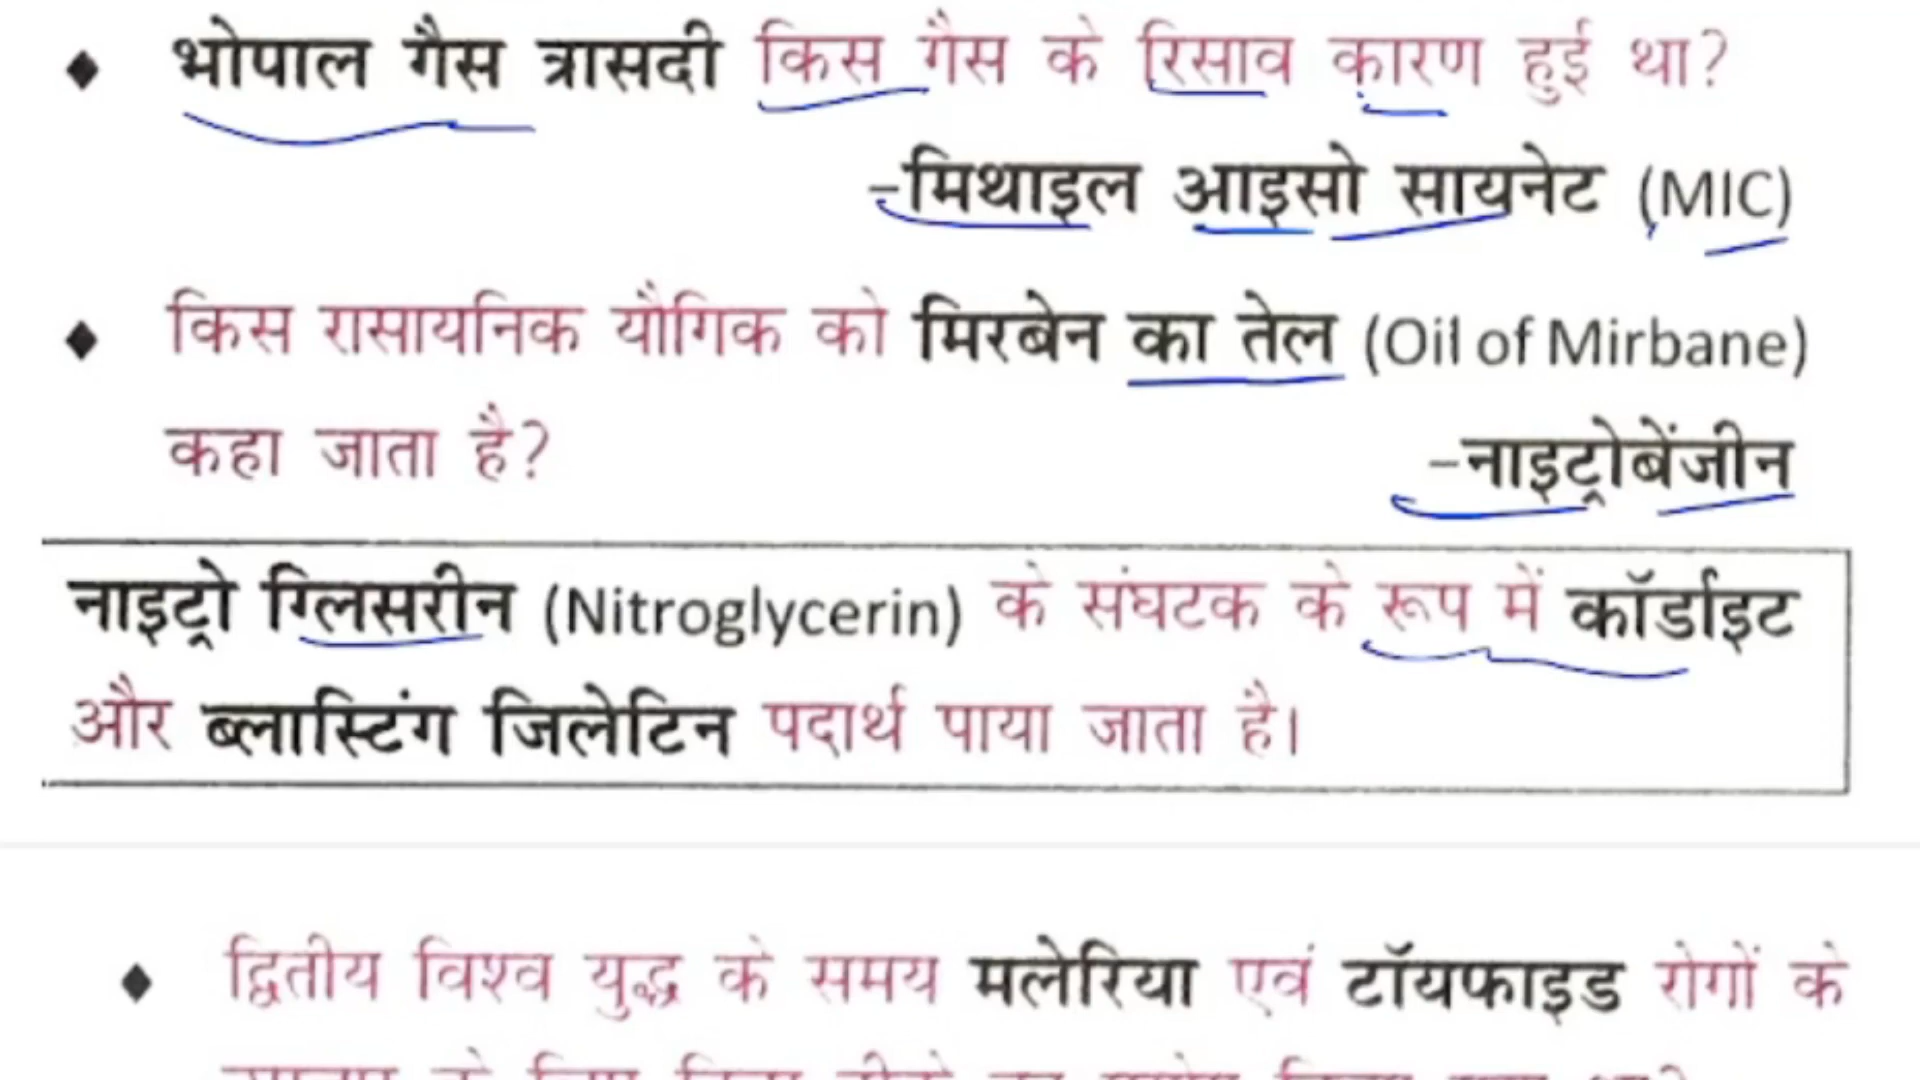 ♦ भोपाल गैस त्रासदी किस गैस के रिसाव कारण हुई था?
-मिथाइल आइसो सायनेट (MIC)
♦ किस रासायनिक यौगिक को मिरबेन का तेल (Oil of Mirbane)
कहा जाता है?
-नाइट्रोबेंजीन
नाइट्रो ग्लिसरीन (Nitroglycerin) के संघटक के रूप में कॉर्डाइट
और ब्लास्टिंग जिलेटिन पदार्थ पाया जाता है।
♦ द्वितीय विश्व युद्ध के समय मलेरिया एवं टॉयफाइड रोगों के